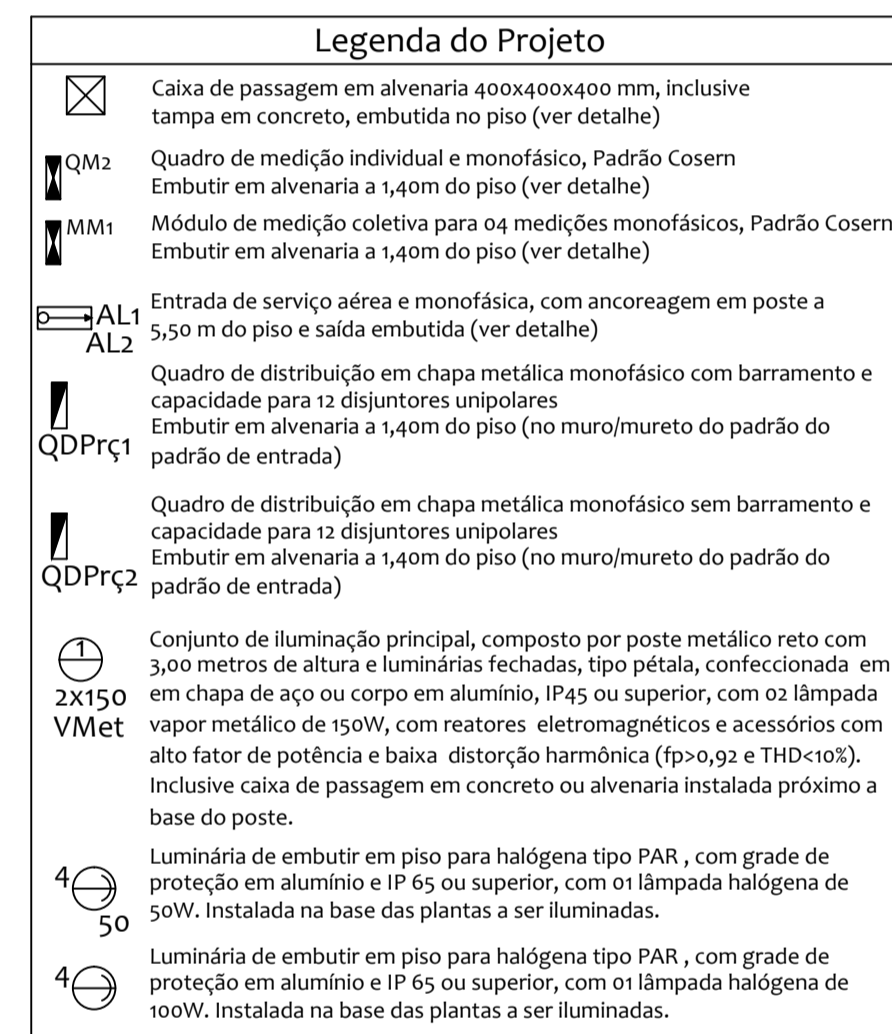 Legenda do Projeto
Caixa de passagem em alvenaria 400x400x400 mm, inclusive
tampa em concreto, embutida no piso (ver detalhe)
QM2
Quadro de medição individual e monofásico, Padrão Cosern
Embutir em alvenaria a 1,40m do piso (ver detalhe)
MM1
Módulo de medição coletiva para 04 medições monofásicos, Padrão Cosern
Embutir em alvenaria a 1,40m do piso (ver detalhe)
AL1
AL2
Entrada de serviço aérea e monofásica, com ancoreagem em poste a
5,50 m do piso e saída embutida (ver detalhe)
QDPrç1
Quadro de distribuição em chapa metálica monofásico com barramento e
capacidade para 12 disjuntores unipolares
Embutir em alvenaria a 1,40m do piso (no muro/mureto do padrão do
padrão de entrada)
QDPrç2
Quadro de distribuição em chapa metálica monofásico sem barramento e
capacidade para 12 disjuntores unipolares
Embutir em alvenaria a 1,40m do piso (no muro/mureto do padrão do
padrão de entrada)
1
2x150
VMet
Conjunto de iluminação principal, composto por poste metálico reto com
3,00 metros de altura e luminárias fechadas, tipo pétala, confeccionada em
em chapa de aço ou corpo em alumínio, IP45 ou superior, com 02 lâmpada
vapor metálico de 150W, com reatores eletromagnéticos e acessórios com
alto fator de potência e baixa distorção harmônica (fp>0,92 e THD<10%).
Inclusive caixa de passagem em concreto ou alvenaria instalada próximo a
base do poste.
4
50
Luminária de embutir em piso para halógena tipo PAR , com grade de
proteção em alumínio e IP 65 ou superior, com 01 lâmpada halógena de
50W. Instalada na base das plantas a ser iluminadas.
4
Luminária de embutir em piso para halógena tipo PAR , com grade de
proteção em alumínio e IP 65 ou superior, com 01 lâmpada halógena de
100W. Instalada na base das plantas a ser iluminadas.